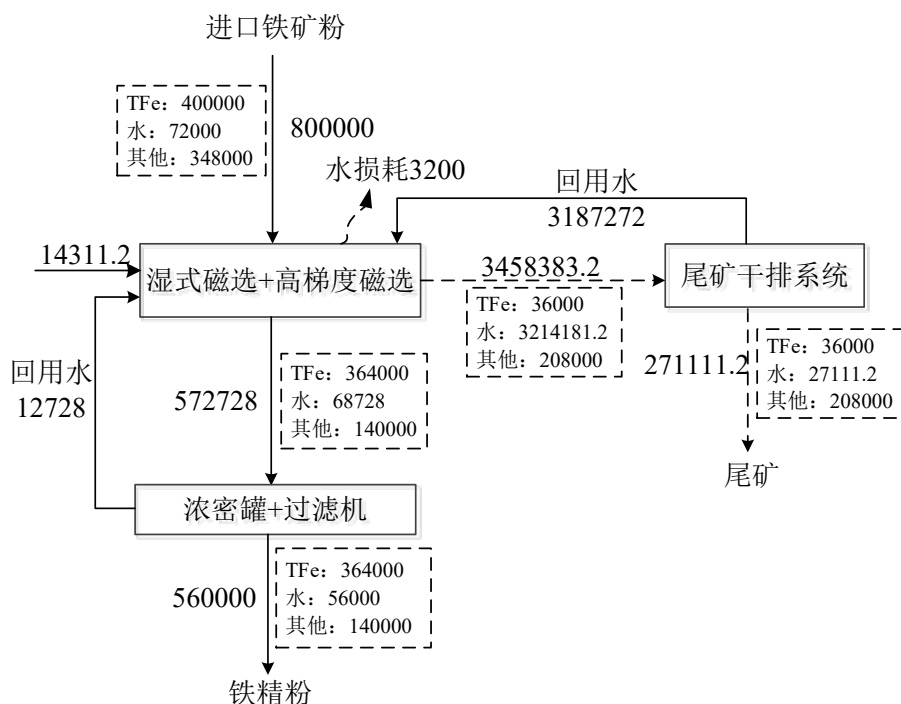 进口铁矿粉
TFe：400000
水：72000
其他：348000
800000
水损耗3200
回用水
3187272
14311.2
湿式磁选+高梯度磁选
3458383.2
尾矿干排系统
TFe：36000
水：3214181.2
其他：208000
271111.2
TFe：36000
水：27111.2
其他：208000
尾矿
回用水
12728
572728
TFe：364000
水：68728
其他：140000
浓密罐+过滤机
560000
TFe：364000
水：56000
其他：140000
铁精粉